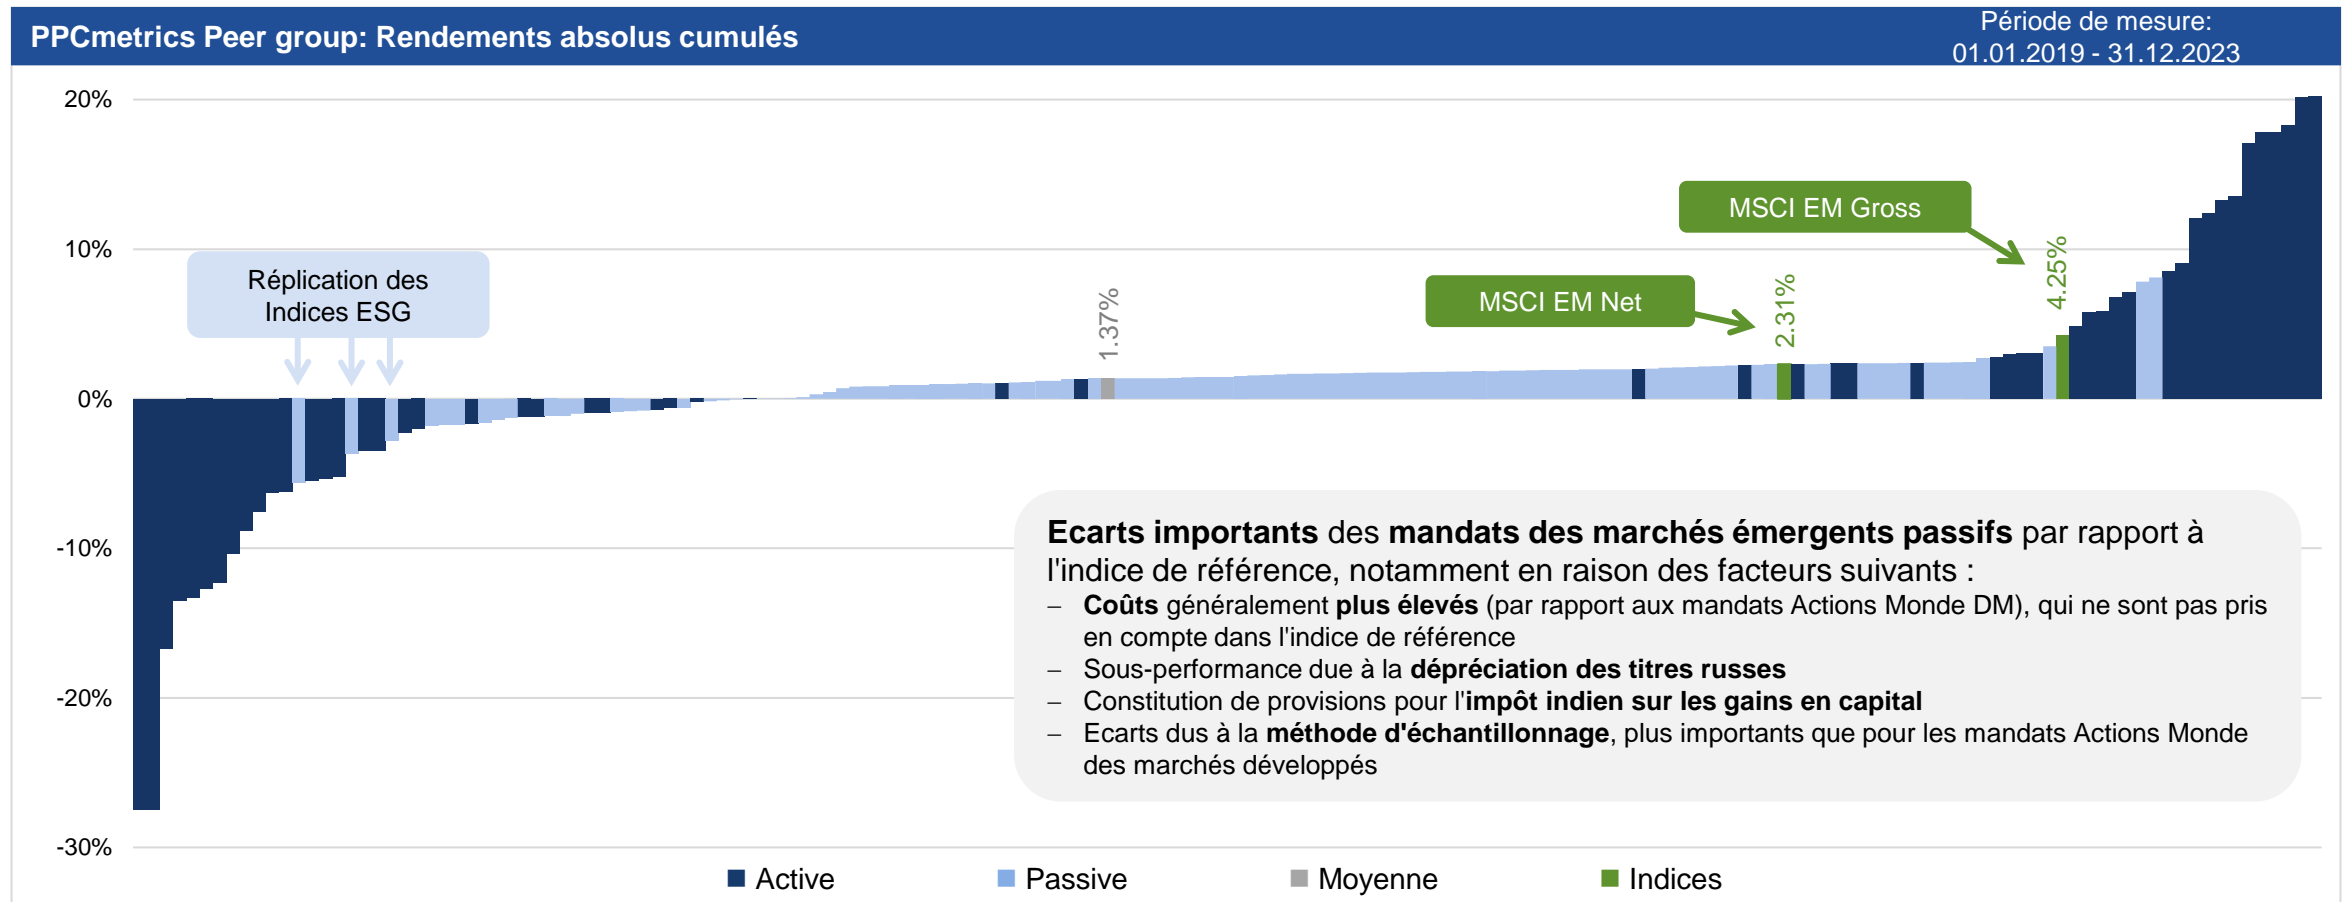 PPCmetrics Peer group: Rendements absolus cumulés
Période de mesure:
01.01.2019 - 31.12.2023
20%
10%
0%
-10%
-20%
-30%
Réplication des
Indices ESG
1.37%
MSCI EM Net
2.31%
MSCI EM Gross
4.25%
Ecarts importants des mandats des marchés émergents passifs par rapport à
l'indice de référence, notamment en raison des facteurs suivants :
– Coûts généralement plus élevés (par rapport aux mandats Actions Monde DM), qui ne sont pas pris
en compte dans l'indice de référence
– Sous-performance due à la dépréciation des titres russes
– Constitution de provisions pour l'impôt indien sur les gains en capital
– Ecarts dus à la méthode d'échantillonnage, plus importants que pour les mandats Actions Monde
des marchés développés
Active
Passive
Moyenne
Indices